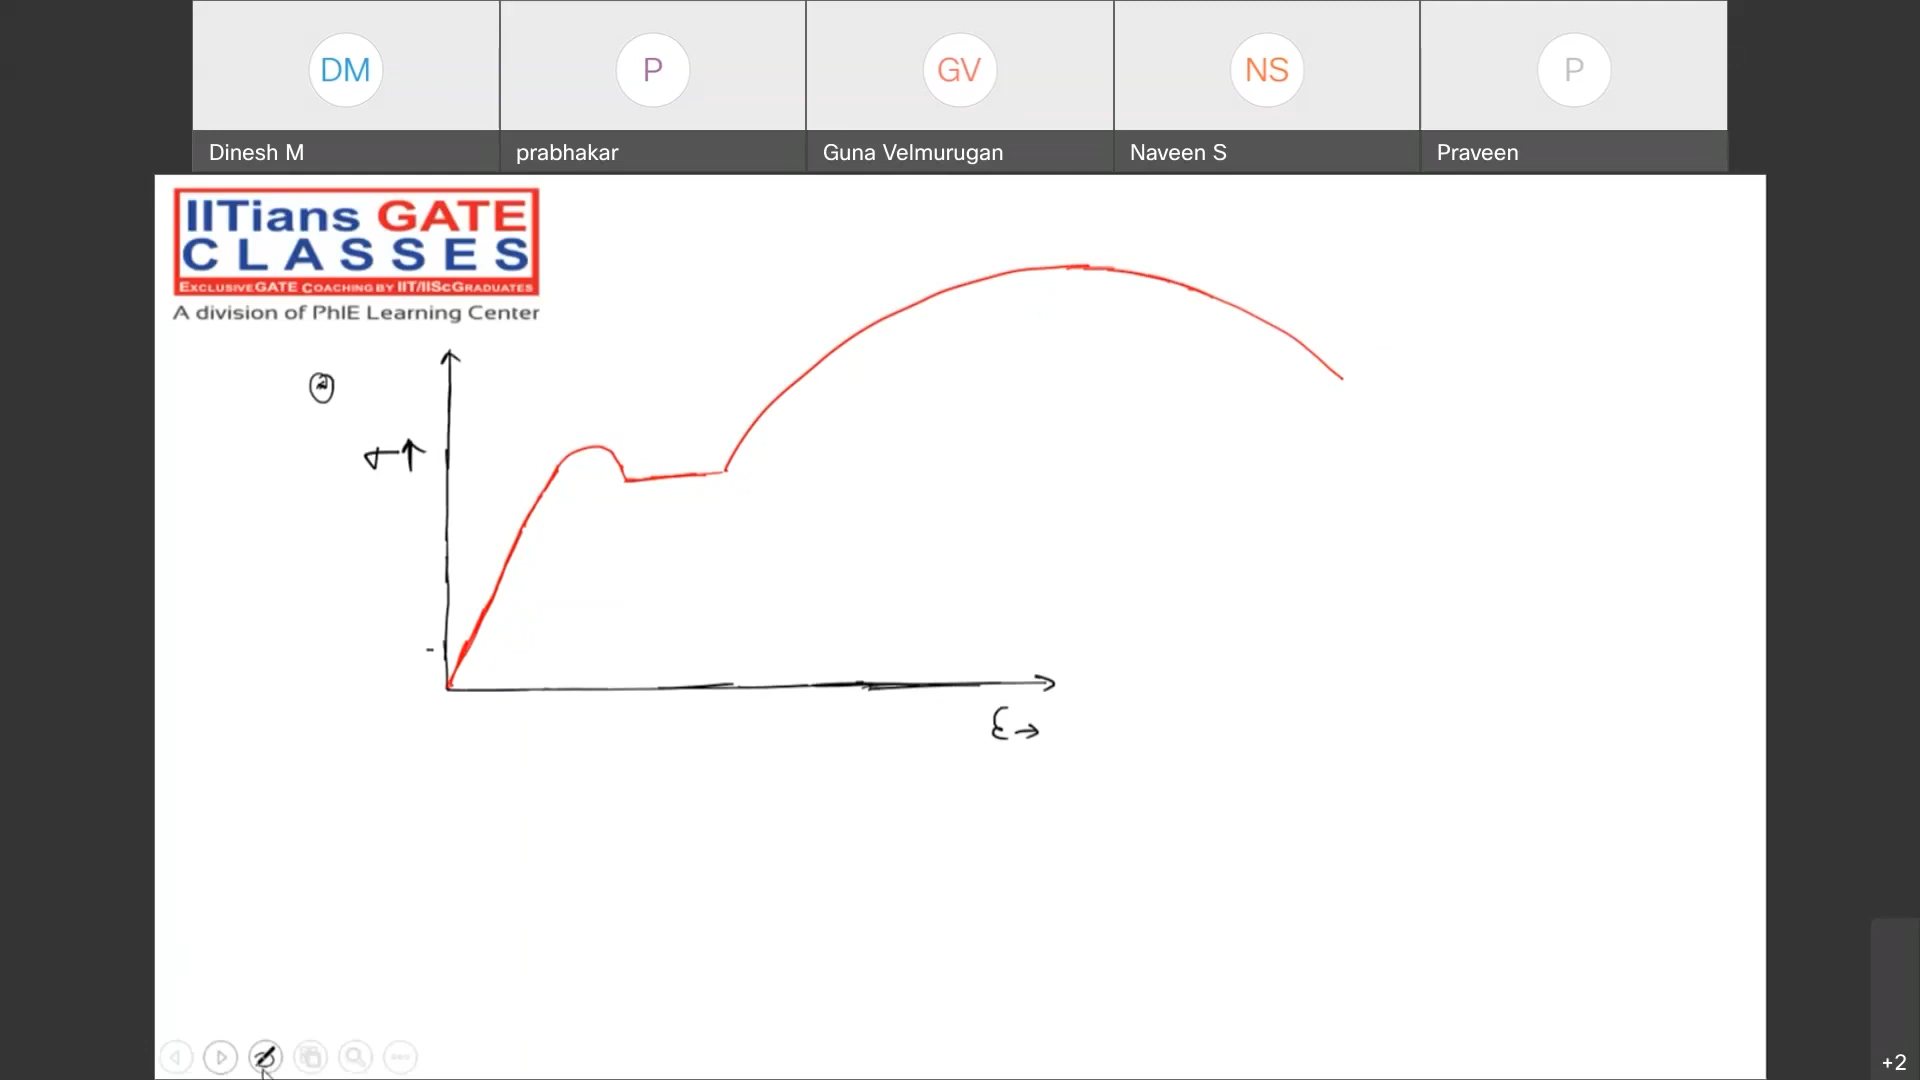 DM P GV NS P
Dinesh M prabhakar Guna Velmurugan Naveen S Praveen
IITians GATE
CLASSES
EXCLUSIVE GATE COACHING BY IIT/IISc GRADUATES
A division of PhIE Learning Center
σ↑
ε→
+2